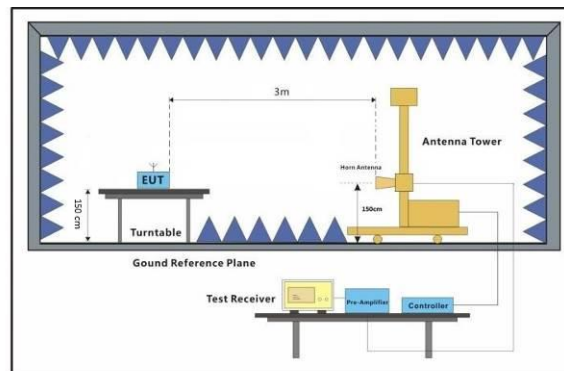 3m
Antenna Tower
Horn Antenna
EUT
150 cm
150cm
Turntable
Gound Reference Plane
Test Receiver
Pre-Amplifier
Controller